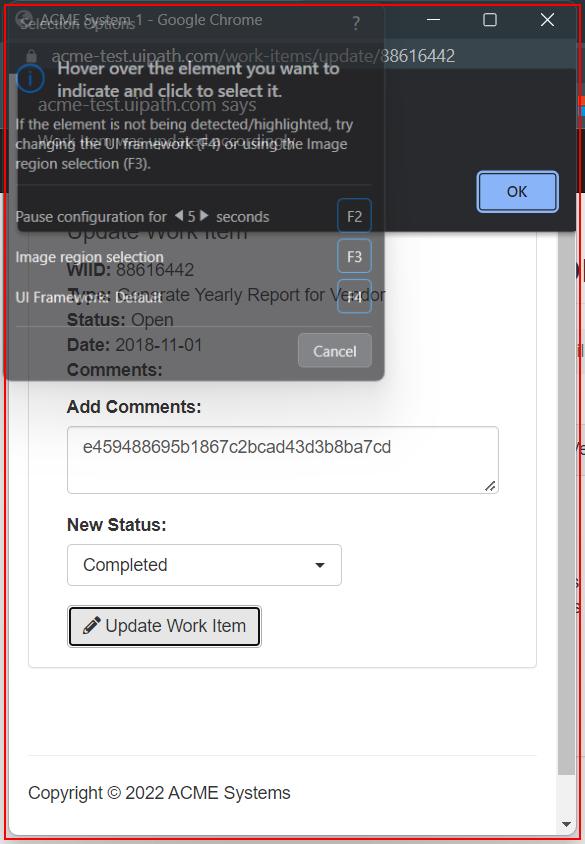 ACME System 1 - Google Chrome
Selection Options
?
acme-test.uipath.com/work-items/update/88616442
Hover over the element you want to
indicate and click to select it.
acme-test.uipath.com says
If the element is not being detected/highlighted, try
Work item was updated accordingly
changing the UI framework (F4) or using the Image
region selection (F3).
OK
Pause configuration for 5 seconds
F2
Update Work Item
Image region selection
F3
WIID: 88616442
UI Framework: Default
F4
Type: Generate Yearly Report for Vendor
Status: Open
Date: 2018-11-01
Cancel
Comments:
Add Comments:
e459488695b1867c2bcad43d3b8ba7cd
New Status:
Completed
Update Work Item
Copyright © 2022 ACME Systems